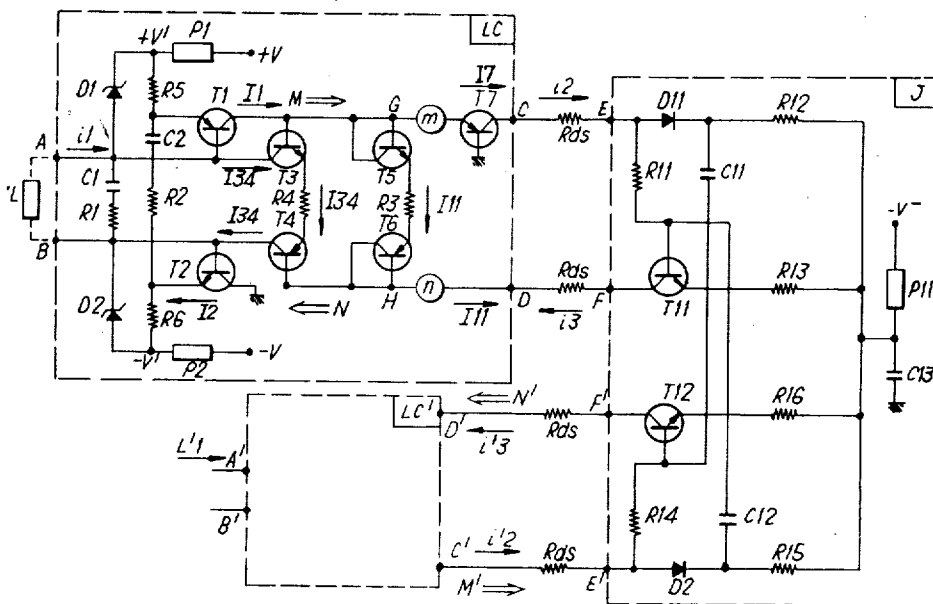 +V' P1 +V LC
D1 R5 T1 I1 M G m I7 T7 C i2 E D11 R12 J
A i1 C2 Rds
I34 T3 T5 R11 C11
'L C1 R2 R4 I34 R3 I11
R1 I34 T4 T6
-V-
B
T2 Rds R13 P11
D2 I2 N H n I11 D i3 F T11
R6
-V' P2 -V C13
N' F' T12 R16
LC' D' Rds
i'3
L'1 A'
B' R14 C12
C' i'2 R15
M' Rds E' D2